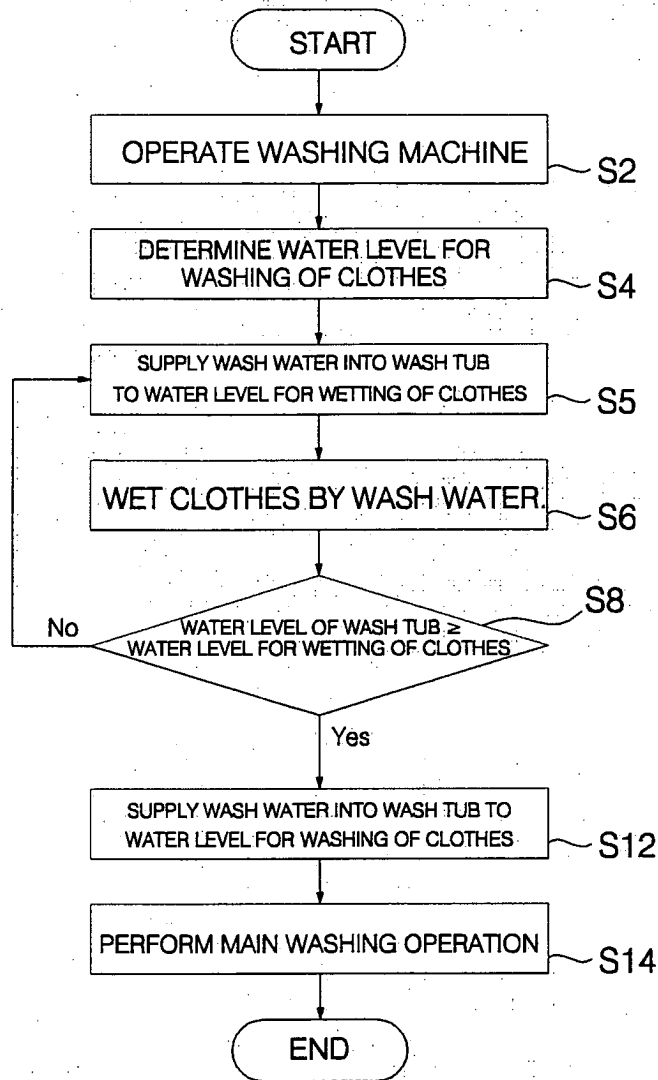 START
OPERATE WASHING MACHINE
S2
DETERMINE WATER LEVEL FOR
WASHING OF CLOTHES
S4
SUPPLY WASH WATER INTO WASH TUB
TO WATER LEVEL FOR WETTING OF CLOTHES
S5
WET CLOTHES BY WASH WATER.
S6
S8
No
WATER LEVEL OF WASH TUB ≥
WATER LEVEL FOR WETTING OF CLOTHES
Yes
SUPPLY WASH WATER INTO WASH TUB TO
WATER LEVEL FOR WASHING OF CLOTHES
S12
PERFORM MAIN WASHING OPERATION
S14
END